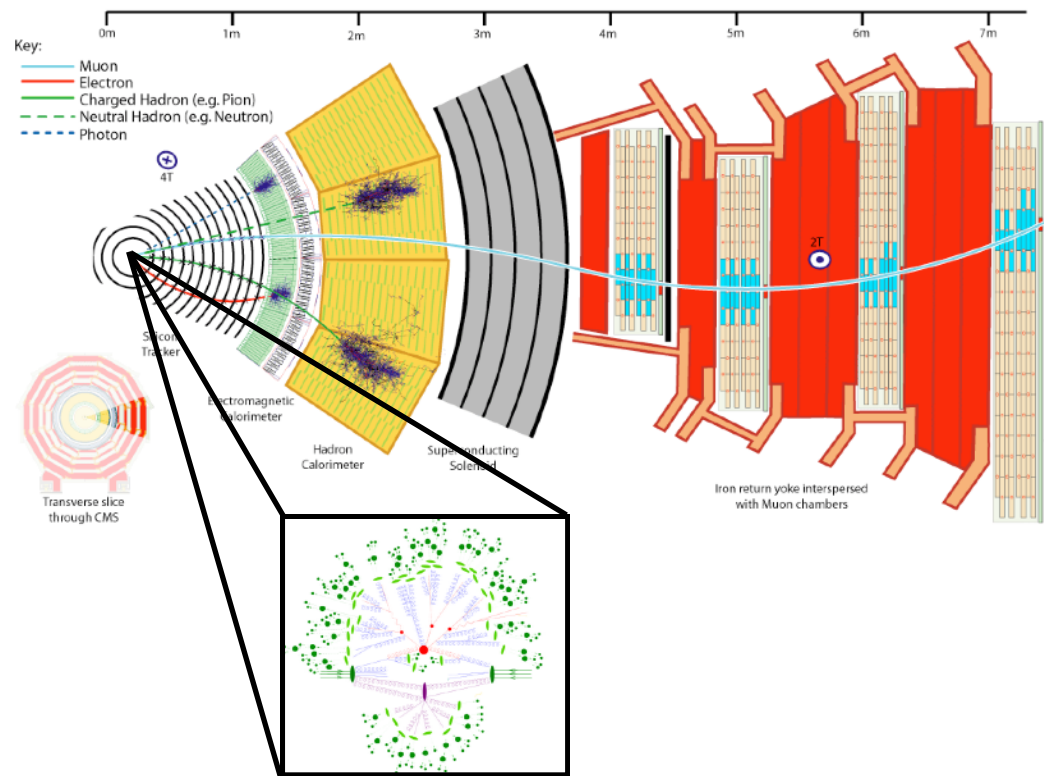 0m 1m 2m 3m 4m 5m 6m 7m
Key:
Muon
Electron
Charged Hadron (e.g. Pion)
Neutral Hadron (e.g. Neutron)
Photon
4T
2T
Silicon
Tracker
Electromagnetic
Calorimeter
Hadron
Calorimeter
Superconducting
Solenoid
Iron return yoke interspersed
with Muon chambers
Transverse slice
through CMS